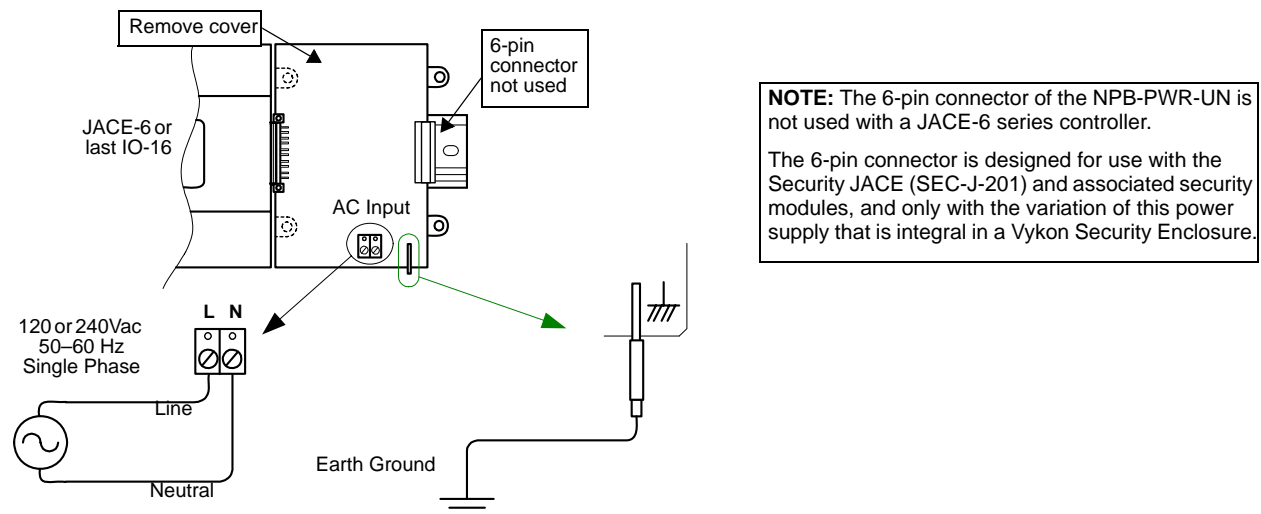 Remove cover
6-pin
connector
not used
JACE-6 or
last IO-16
AC Input
L N
120 or 240Vac
50–60 Hz
Single Phase
Line
Neutral
Earth Ground
NOTE: The 6-pin connector of the NPB-PWR-UN is
not used with a JACE-6 series controller.
The 6-pin connector is designed for use with the
Security JACE (SEC-J-201) and associated security
modules, and only with the variation of this power
supply that is integral in a Vykon Security Enclosure.